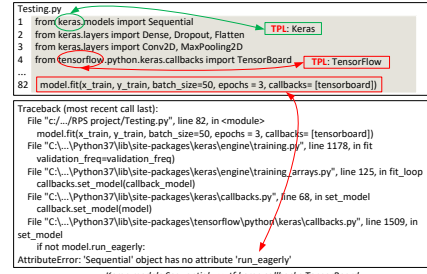 Testing.py
1 from keras.models import Sequential
TPL: Keras
2 from keras.layers import Dense, Dropout, Flatten
3 from keras.layers import Conv2D, MaxPooling2D
4 from tensorflow.python.keras.callbacks import TensorBoard
TPL: TensorFlow
...
82 model.fit(x_train, y_train, batch_size=50, epochs = 3, callbacks= [tensorboard])
Traceback (most recent call last):
File "c:/.../RPS project/Testing.py", line 82, in <module>
model.fit(x_train, y_train, batch_size=50, epochs = 3, callbacks= [tensorboard])
File "C:\...\Python37\lib\site-packages\keras\engine\training.py", line 1178, in fit
validation_freq=validation_freq)
File "C:\...\Python37\lib\site-packages\keras\engine\training_arrays.py", line 125, in fit_loop
callbacks.set_model(callback_model)
File "C:\...\Python37\lib\site-packages\keras\callbacks.py", line 68, in set_model
callback.set_model(model)
File "C:\...\Python37\lib\site-packages\tensorflow\python\keras\callbacks.py", line 1509, in
set_model
if not model.run_eagerly:
AttributeError: 'Sequential' object has no attribute 'run_eagerly'